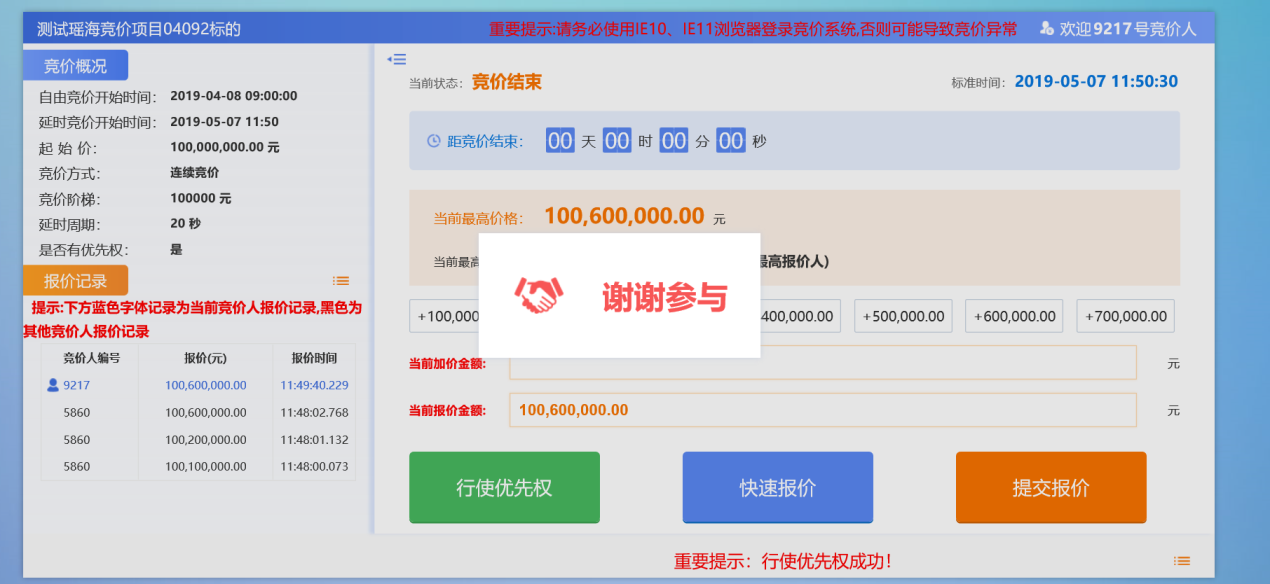 测试瑶海竞价项目04092标的
重要提示:请务必使用IE10、IE11浏览器登录竞价系统,否则可能导致竞价异常
欢迎9217号竞价人
竞价概况
自由竞价开始时间： 2019-04-08 09:00:00
延时竞价开始时间： 2019-05-07 11:50
起 始 价： 100,000,000.00 元
竞价方式： 连续竞价
竞价阶梯： 100000 元
延时周期： 20 秒
是否有优先权： 是
报价记录
提示:下方蓝色字体记录为当前竞价人报价记录,黑色为
其他竞价人报价记录
竞价人编号 报价(元) 报价时间
9217 100,600,000.00 11:49:40.229
5860 100,600,000.00 11:48:02.768
5860 100,200,000.00 11:48:01.132
5860 100,100,000.00 11:48:00.073
当前状态： 竞价结束
标准时间： 2019-05-07 11:50:30
距竞价结束： 00 天 00 时 00 分 00 秒
当前最高价格： 100,600,000.00 元
当前最高 最高报价人)
谢谢参与
+100,000 400,000.00 +500,000.00 +600,000.00 +700,000.00
当前加价金额: 元
当前报价金额: 100,600,000.00 元
行使优先权 快速报价 提交报价
重要提示：行使优先权成功！